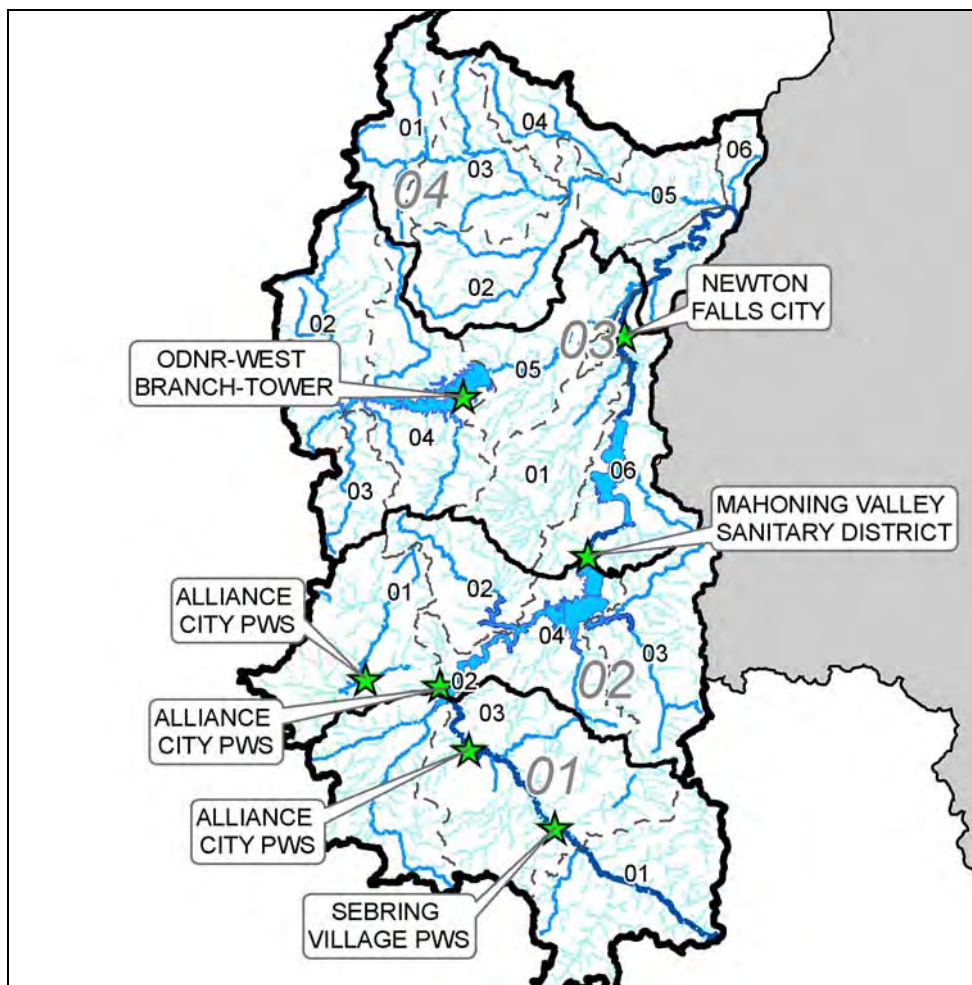 01
04
06
03
04
05
02
NEWTON
FALLS CITY
02
03
ODNR-WEST
BRANCH-TOWER
05
04
01
06
03
MAHONING VALLEY
SANITARY DISTRICT
01
02
ALLIANCE
CITY PWS
04
03
02
02
03
ALLIANCE
CITY PWS
01
ALLIANCE
CITY PWS
01
SEBRING
VILLAGE PWS